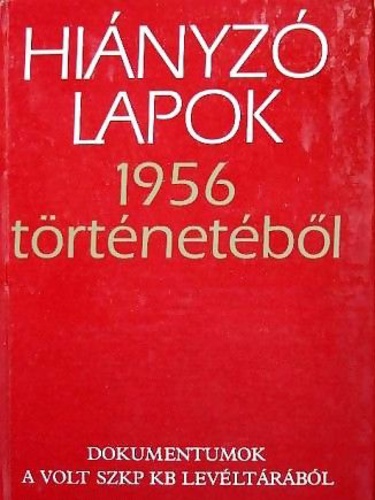 HIÁNYZÓ
LAPOK
1956
történetéből
DOKUMENTUMOK
A VOLT SZKP KB LEVÉLTÁRÁBÓL